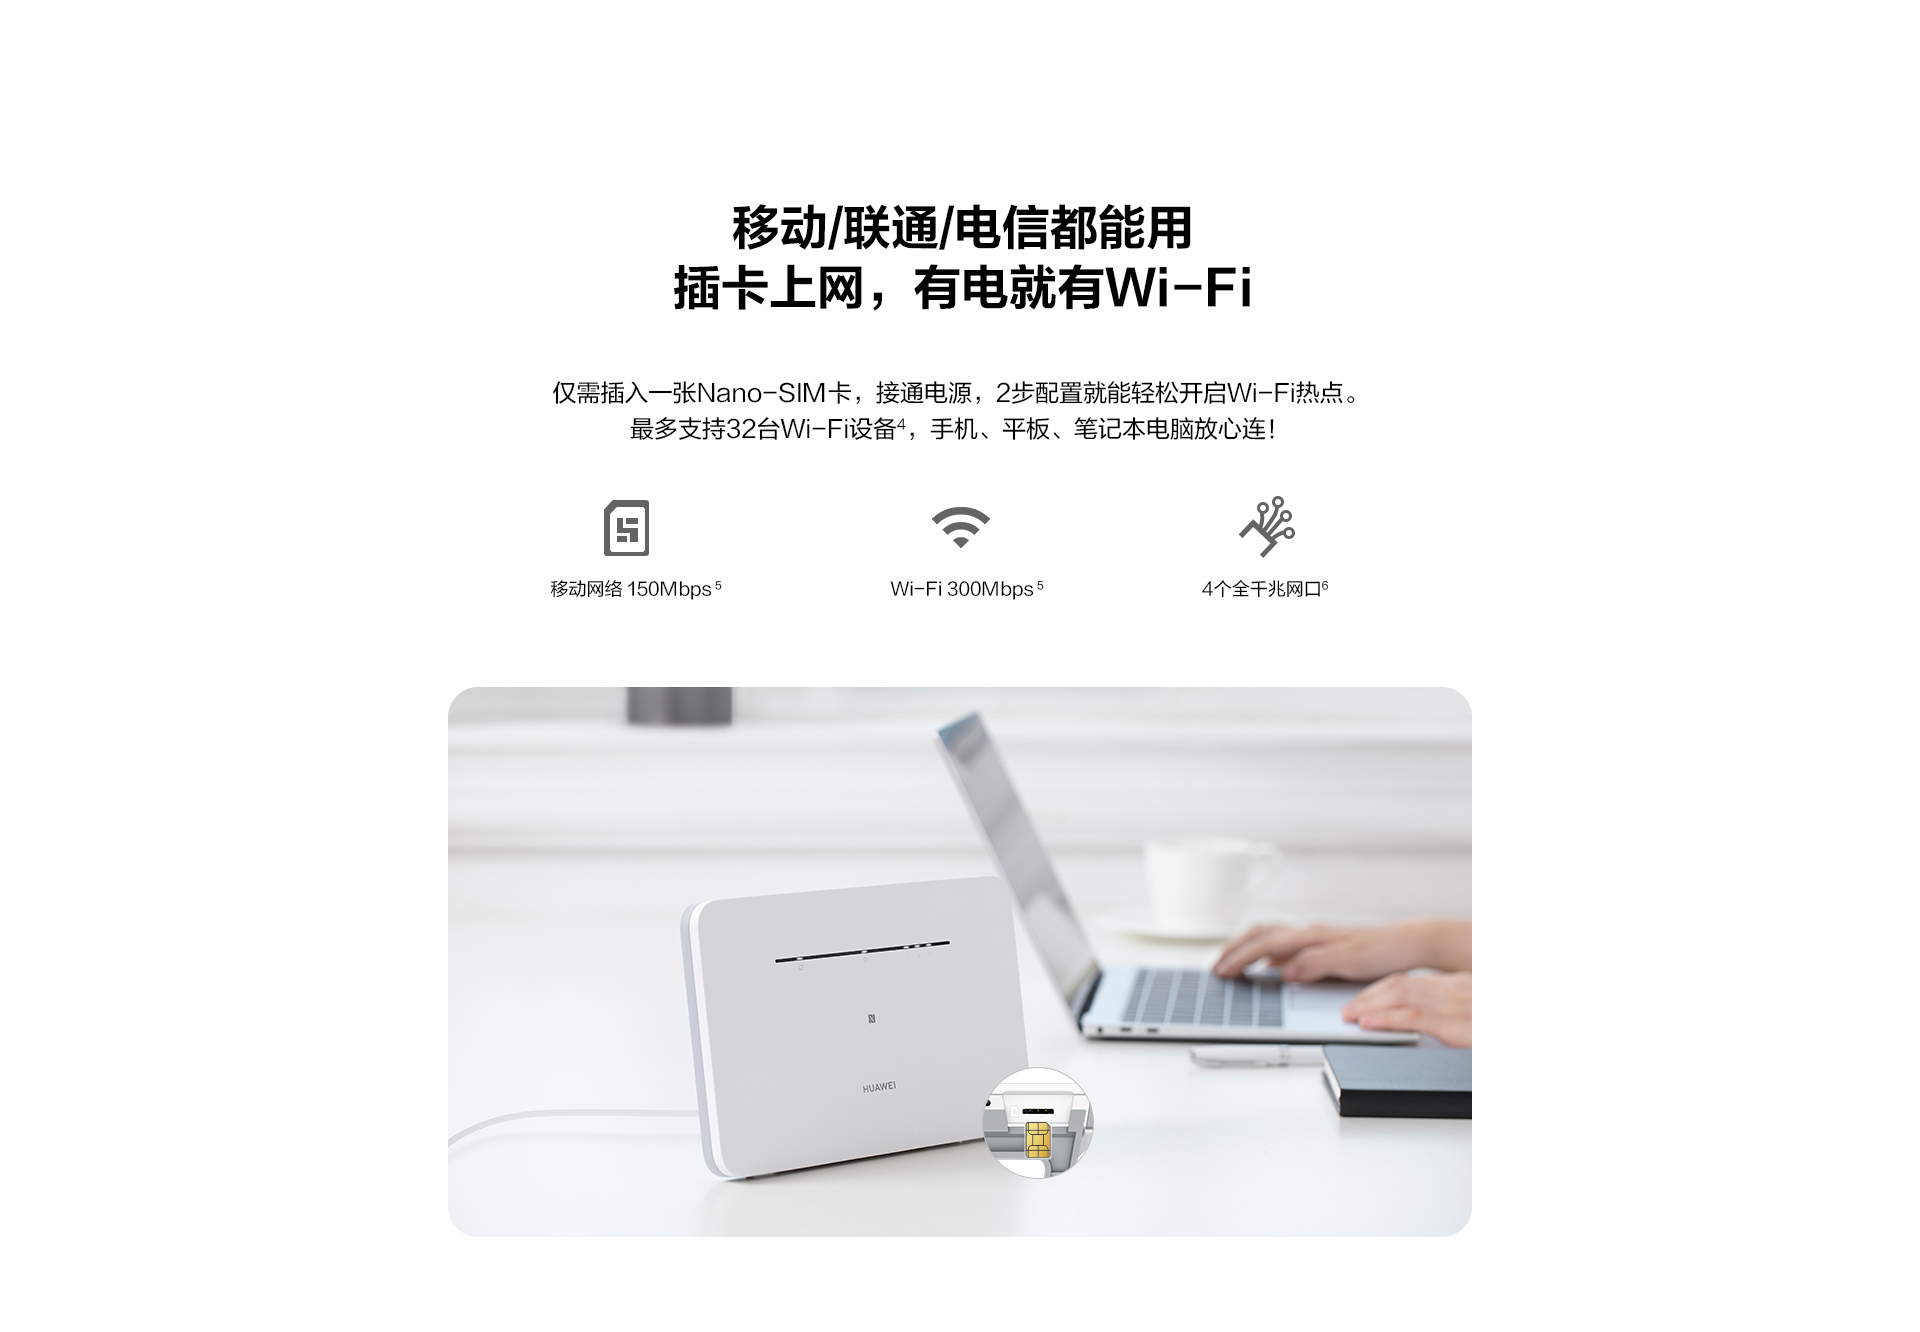 移动/联通/电信都能用
插卡上网，有电就有Wi-Fi
仅需插入一张Nano-SIM卡，接通电源，2步配置就能轻松开启Wi-Fi热点。
最多支持32台Wi-Fi设备⁴，手机、平板、笔记本电脑放心连！
移动网络 150Mbps ⁵
Wi-Fi 300Mbps ⁵
4个全千兆网口⁶
HUAWEI